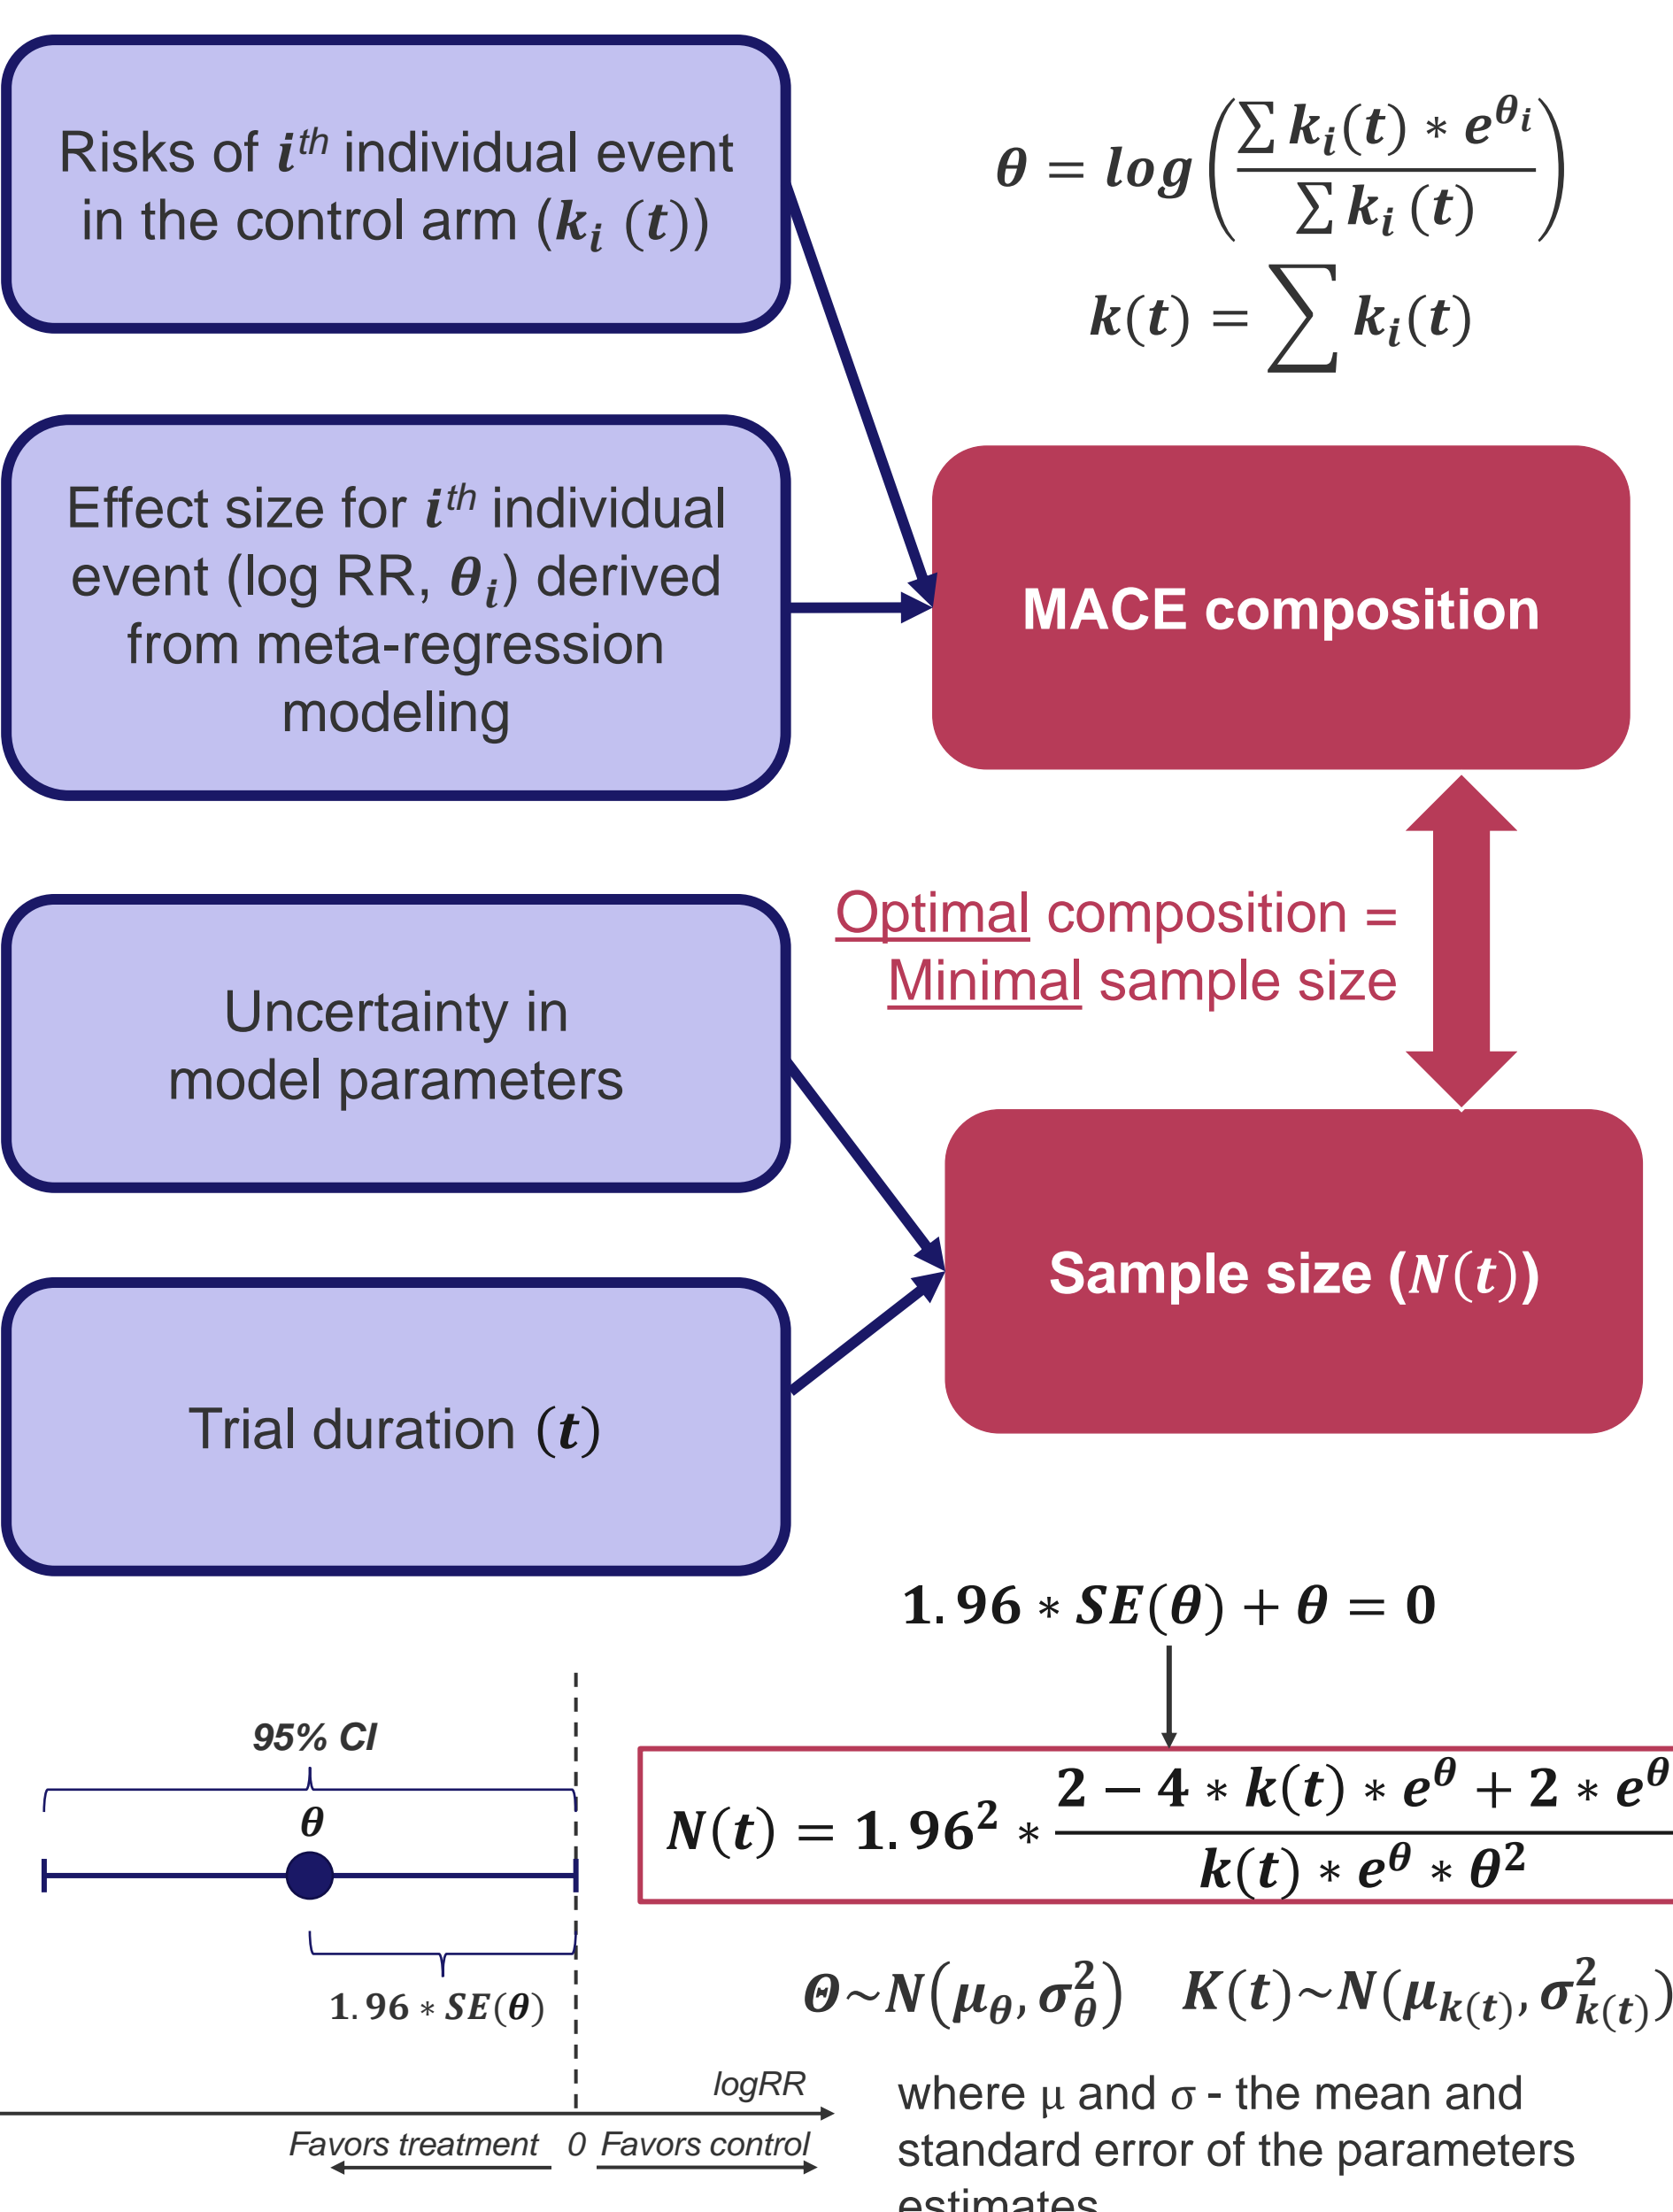 Risks of iᵗʰ individual event
in the control arm (kᵢ (t))
θ = log(∑ kᵢ(t) * e^θᵢ / ∑ kᵢ (t))
k(t) = ∑ kᵢ(t)
Effect size for iᵗʰ individual
event (log RR, θᵢ) derived
from meta-regression
modeling
MACE composition
Optimal composition =
Minimal sample size
Uncertainty in
model parameters
Sample size (N(t))
Trial duration (t)
1.96 * SE(θ) + θ = 0
95% CI
θ
1.96 * SE(θ)
N(t) = 1.96² * (2 − 4 * k(t) * e^θ + 2 * e^θ) / (k(t) * e^θ * θ²)
Θ~N(μ_θ, σ²_θ) K(t)~N(μ_k(t), σ²_k(t))
logRR
Favors treatment 0 Favors control
where μ and σ - the mean and
standard error of the parameters
estimates